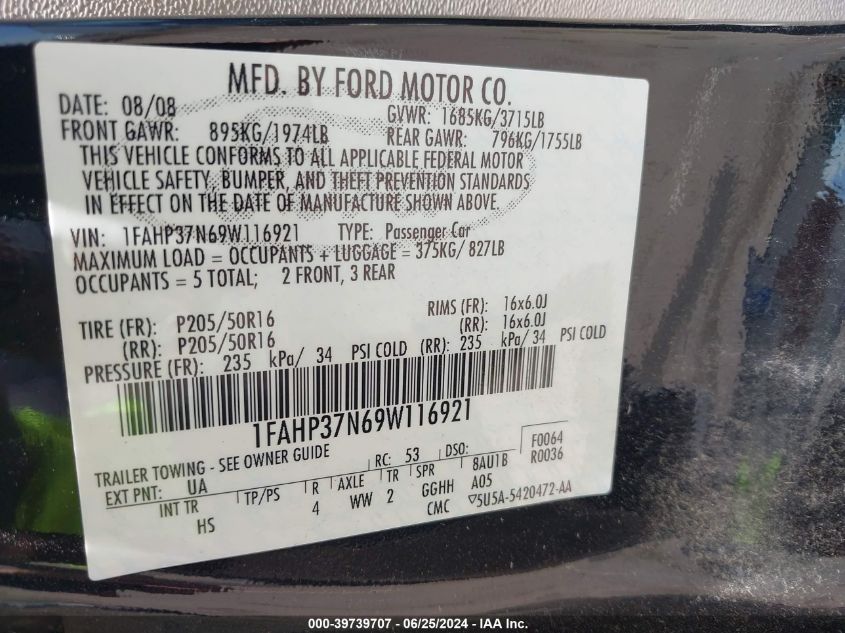 MFD. BY FORD MOTOR CO.
DATE: 08/08 GVWR: 1685KG/3715LB
FRONT GAWR: 895KG/1974LB REAR GAWR: 796KG/1755LB
THIS VEHICLE CONFORMS TO ALL APPLICABLE FEDERAL MOTOR
VEHICLE SAFETY, BUMPER, AND THEFT PREVENTION STANDARDS
IN EFFECT ON THE DATE OF MANUFACTURE SHOWN ABOVE.
VIN: 1FAHP37N69W116921 TYPE: Passenger Car
MAXIMUM LOAD = OCCUPANTS + LUGGAGE = 375KG/ 827LB
OCCUPANTS = 5 TOTAL; 2 FRONT, 3 REAR
TIRE (FR): P205/50R16 RIMS (FR): 16x6.0J
(RR): P205/50R16 (RR): 16x6.0J
PRESSURE (FR): 235 kPa/ 34 PSI COLD (RR): 235 kPa/ 34 PSI COLD
1FAHP37N69W116921
TRAILER TOWING - SEE OWNER GUIDE RC: 53 DSO: F0064
EXT PNT: UA R AXLE TR SPR 8AU1B R0036
INT TR TP/PS 4 WW 2 GGHH A05
HS CMC 5U5A-5420472-AA
000-39739707 - 06/25/2024 - IAA Inc.